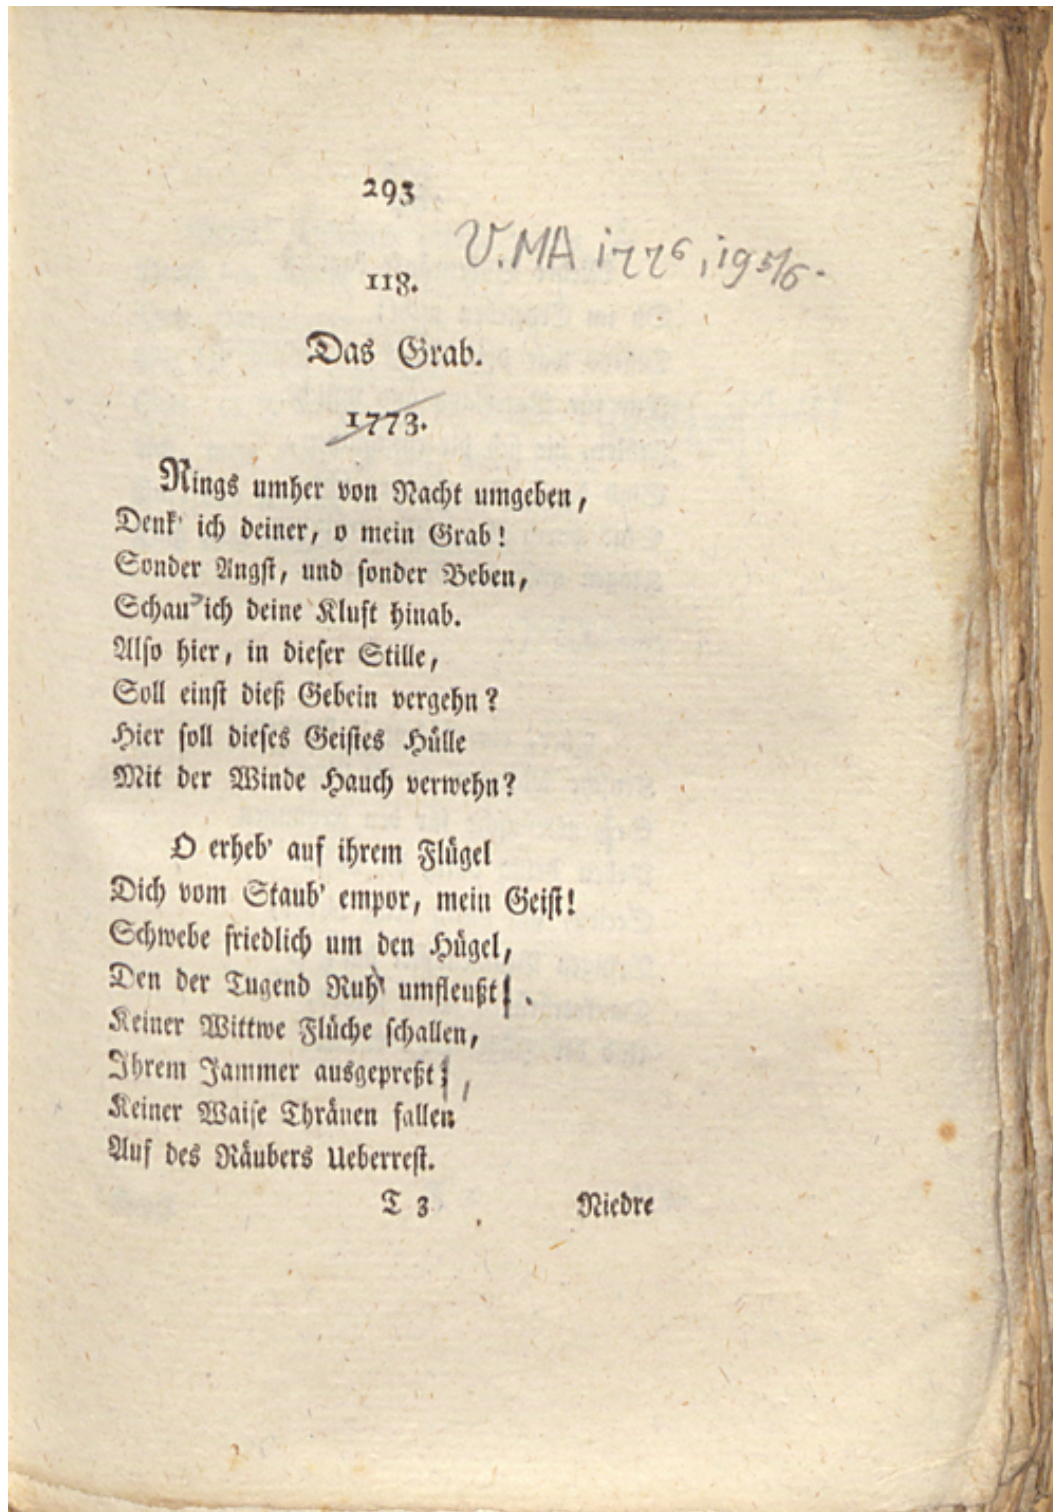 293
V. MA 1776, 195/6.
118.
Das Grab.
1773.
Rings umher von Nacht umgeben,
Denk' ich deiner, o mein Grab!
Sonder Angst, und sonder Beben,
Schau' ich deine Kluft hinab.
Also hier, in dieser Stille,
Soll einst dieß Gebein vergehn?
Hier soll dieses Geistes Hülle
Mit der Winde Hauch verwehn?
O erheb' auf ihrem Flügel
Dich vom Staub' empor, mein Geist!
Schwebe friedlich um den Hügel,
Den der Tugend Ruh' umfleußt!.
Keiner Wittwe Flüche schallen,
Ihrem Jammer ausgepreßt;,
Keiner Waise Thränen fallen
Auf des Räubers Ueberrest.
T 3 Niedre